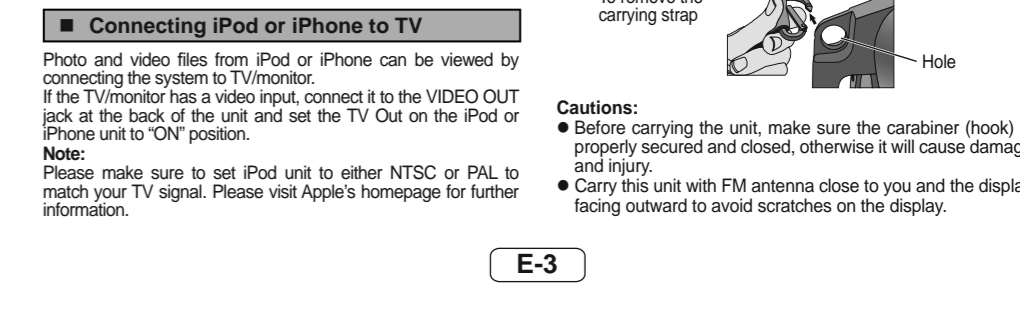 ■ Connecting iPod or iPhone to TV
Photo and video files from iPod or iPhone can be viewed by
connecting the system to TV/monitor.
If the TV/monitor has a video input, connect it to the VIDEO OUT
jack at the back of the unit and set the TV Out on the iPod or
iPhone unit to “ON” position.
Note:
Please make sure to set iPod unit to either NTSC or PAL to
match your TV signal. Please visit Apple’s homepage for further
information.
To remove the
carrying strap
Hole
Cautions:
● Before carrying the unit, make sure the carabiner (hook)
properly secured and closed, otherwise it will cause damag
and injury.
● Carry this unit with FM antenna close to you and the displa
facing outward to avoid scratches on the display.
E-3